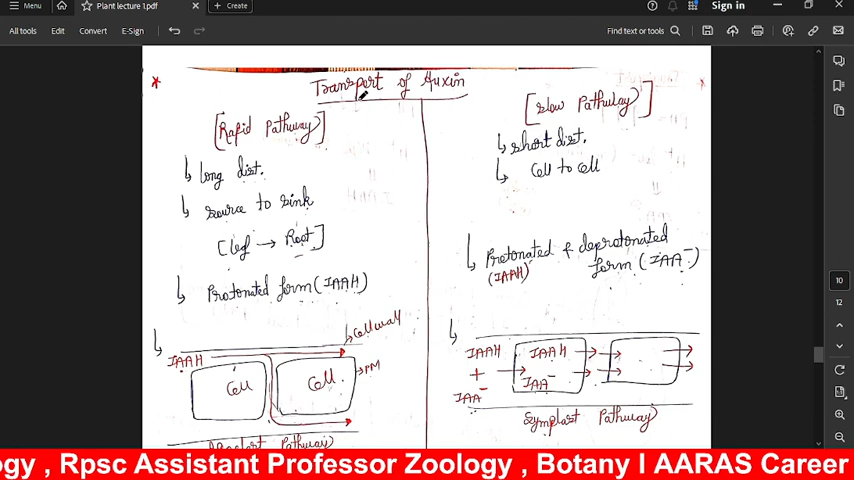 Menu
Plant lecture 1.pdf
Create
Sign in
All tools
Edit
Convert
E-Sign
Find text or tools
Transport of Auxin
[Rapid Pathway]
long dist.
source to sink
[leaf → Root]
Protonated form (IAAH)
cell wall
IAAH
Cell
Cell
PM
Apoplast Pathway
[slow Pathway]
short dist.
Cell to cell
Protonated & deprotonated
(IAAH)
form (IAA⁻)
IAAH
+
IAA⁻
IAAH
IAA⁻
Symplast Pathway
10
12
ogy , Rpsc Assistant Professor Zoology , Botany I AARAS Career